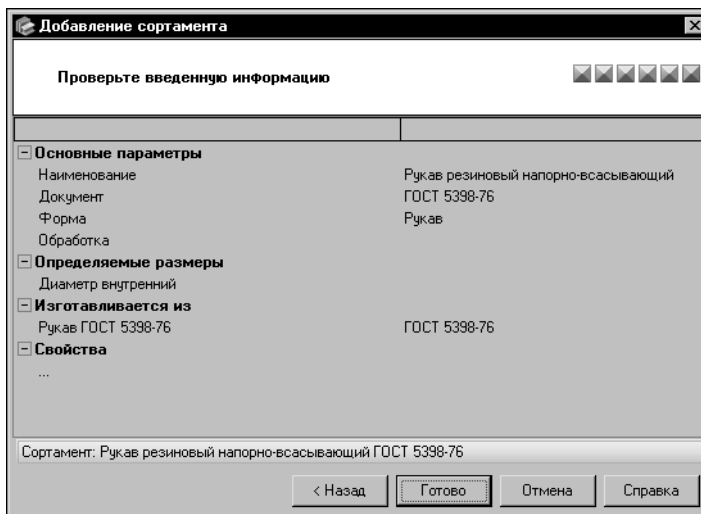 Добавление сортамента
Проверьте введенную информацию
Основные параметры
Наименование Рукав резиновый напорно-всасывающий
Документ ГОСТ 5398-76
Форма Рукав
Обработка
Определяемые размеры
Диаметр внутренний
Изготавливается из
Рукав ГОСТ 5398-76 ГОСТ 5398-76
Свойства
...
Сортамент: Рукав резиновый напорно-всасывающий ГОСТ 5398-76
< Назад Готово Отмена Справка